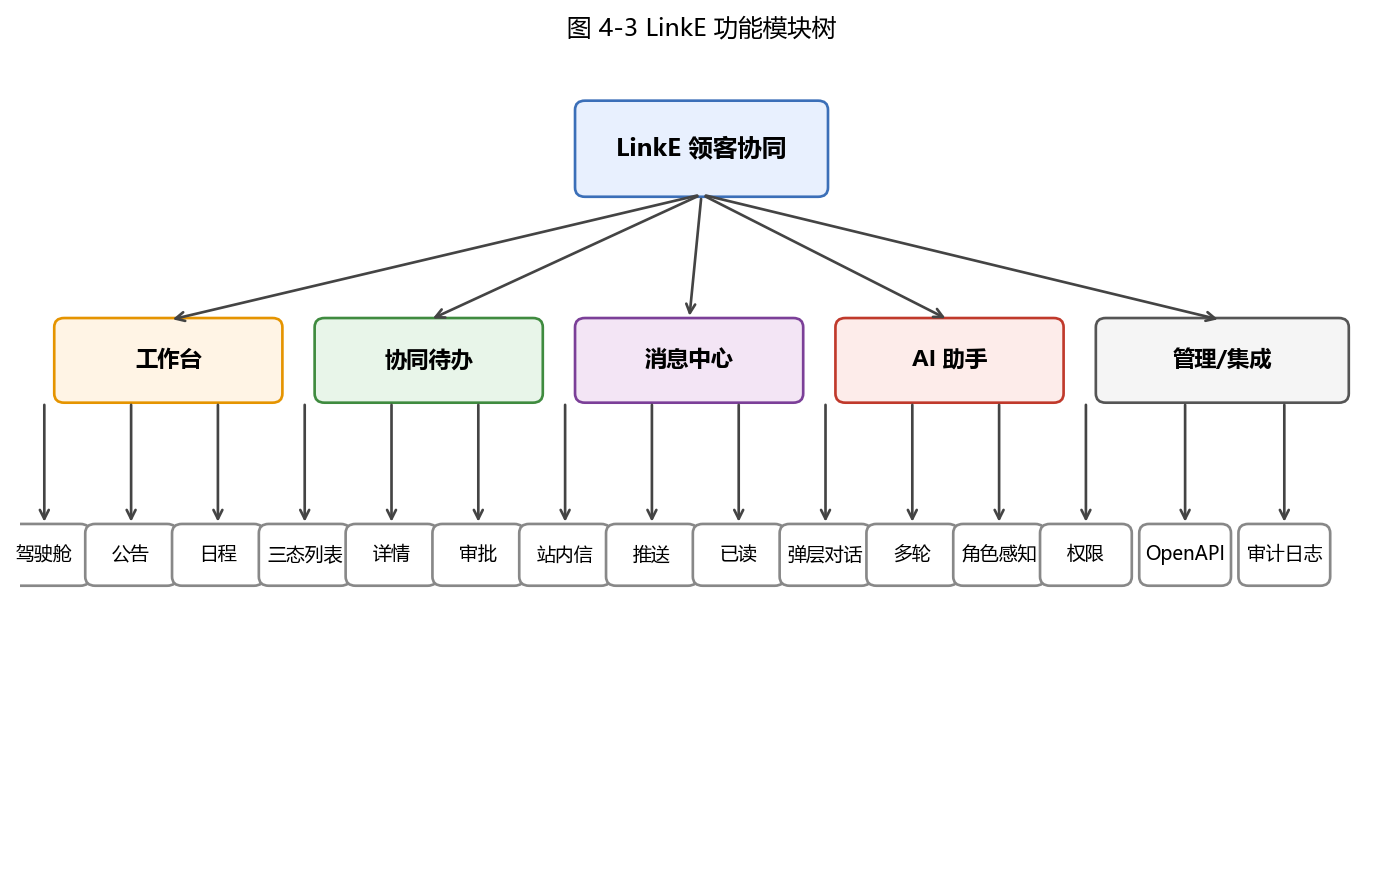 图 4-3 LinkE 功能模块树
LinkE 领客协同
工作台
协同待办
消息中心
AI 助手
管理/集成
驾驶舱
公告
日程
三态列表
详情
审批
站内信
推送
已读
弹层对话
多轮
角色感知
权限
OpenAPI
审计日志